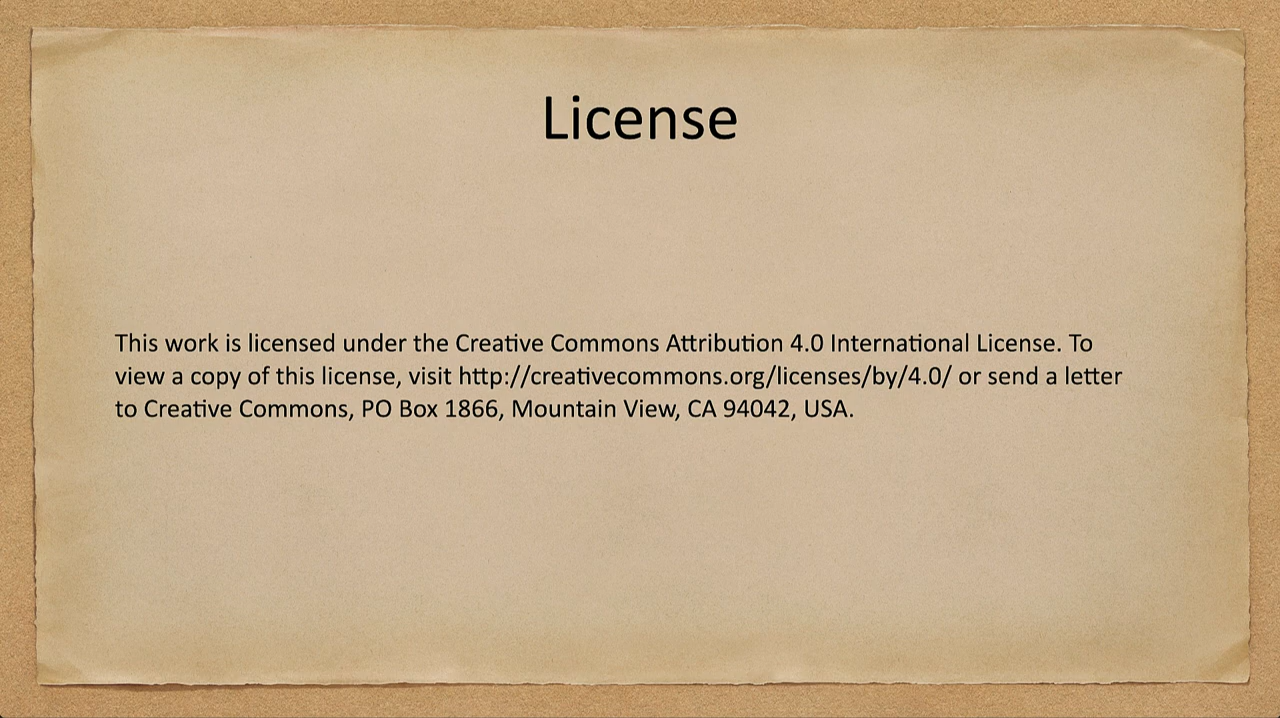 License
This work is licensed under the Creative Commons Attribution 4.0 International License. To
view a copy of this license, visit http://creativecommons.org/licenses/by/4.0/ or send a letter
to Creative Commons, PO Box 1866, Mountain View, CA 94042, USA.